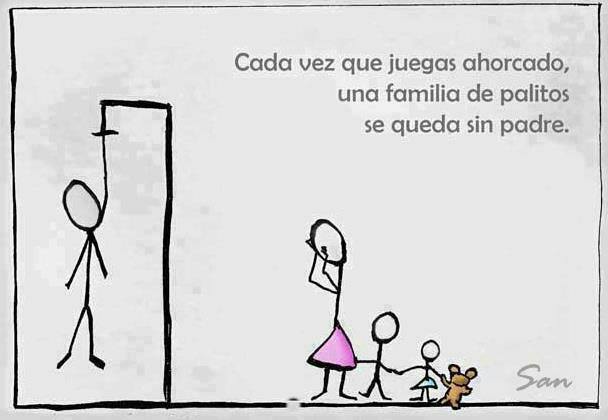 Cada vez que juegas ahorcado,
una familia de palitos
se queda sin padre.
San